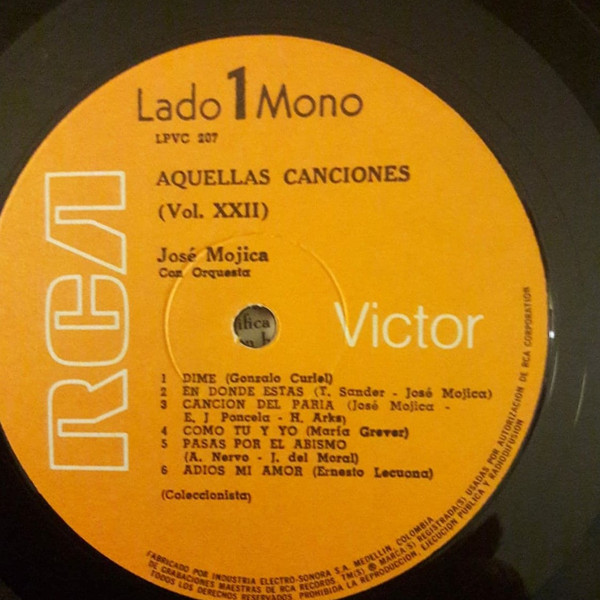 Lado 1 Mono
LPVC 207
AQUELLAS CANCIONES
(Vol. XXII)
José Mojica
Con Orquesta
RCA
Victor
1 DIME (Gonzalo Curiel)
2 EN DONDE ESTAS (T. Sander - José Mojica)
3 CANCION DEL PARIA (José Mojica -
E. J Poncela - H. Arks)
4 COMO TU Y YO (María Grever)
5 PASAS POR EL ABISMO
(A. Nervo - J. del Moral)
6 ADIOS MI AMOR (Ernesto Lecuona)
(Coleccionista)
FABRICADO POR INDUSTRIA ELECTRO-SONORA S.A. MEDELLIN, COLOMBIA
DE GRABACIONES MAESTRAS DE RCA RECORDS. TM(S) ® MARCA(S) REGISTRADA(S) USADAS POR AUTORIZACION DE RCA CORPORATION
TODOS LOS DERECHOS RESERVADOS. PROHIBIDA LA REPRODUCCION, EJECUCION PUBLICA Y RADIODIFUSION